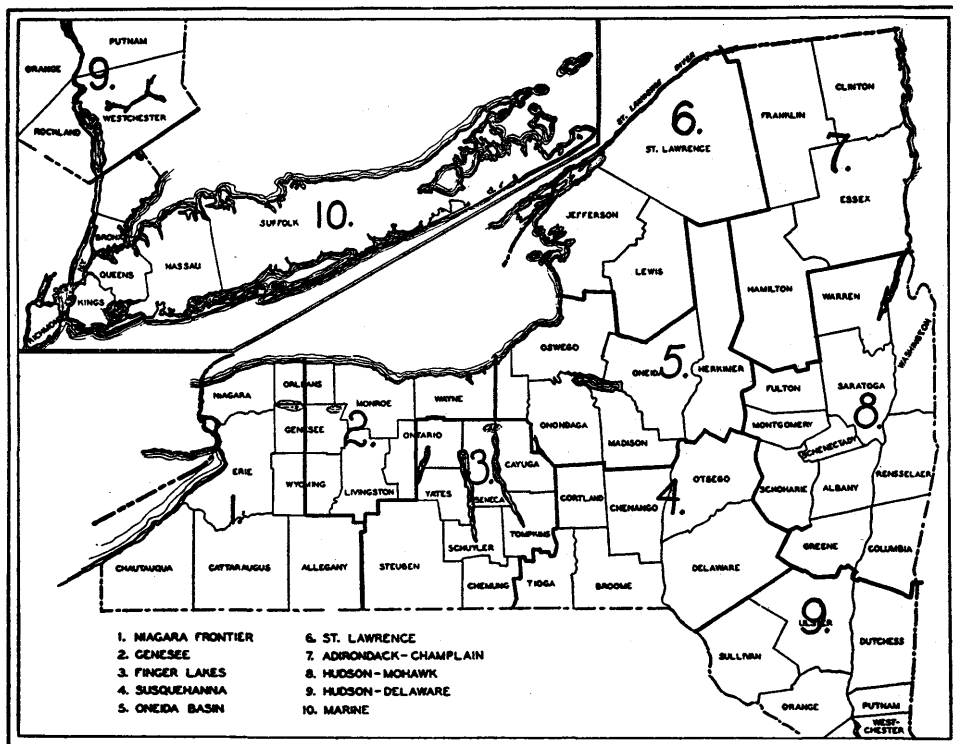 PUTNAM
ORANGE
9.
WESTCHESTER
ROCKLAND
BRONX
QUEENS
NASSAU
SUFFOLK
10.
KINGS
RICHMOND
ST. LAWRENCE RIVER
6.
ST. LAWRENCE
FRANKLIN
CLINTON
7.
ESSEX
JEFFERSON
LEWIS
HAMILTON
WARREN
WASHINGTON
OSWEGO
ONEIDA
5.
HERKIMER
FULTON
SARATOGA
8.
MONTGOMERY
SCHENECTADY
NIAGARA
ORLEANS
MONROE
WAYNE
GENESEE
2.
ONTARIO
3.
CAYUGA
ONONDAGA
MADISON
OTSEGO
SCHOHARIE
ALBANY
RENSSELAER
ERIE
1
WYOMING
LIVINGSTON
YATES
SENECA
CORTLAND
CHENANGO
4.
SCHUYLER
TOMPKINS
GREENE
COLUMBIA
CHAUTAUQUA
CATTARAUGUS
ALLEGANY
STEUBEN
CHEMUNG
TIOGA
BROOME
DELAWARE
9.
ULSTER
SULLIVAN
DUTCHESS
ORANGE
PUTNAM
WEST-
CHESTER
1. NIAGARA FRONTIER
2. GENESEE
3. FINGER LAKES
4. SUSQUEHANNA
5. ONEIDA BASIN
6. ST. LAWRENCE
7. ADIRONDACK-CHAMPLAIN
8. HUDSON-MOHAWK
9. HUDSON-DELAWARE
10. MARINE